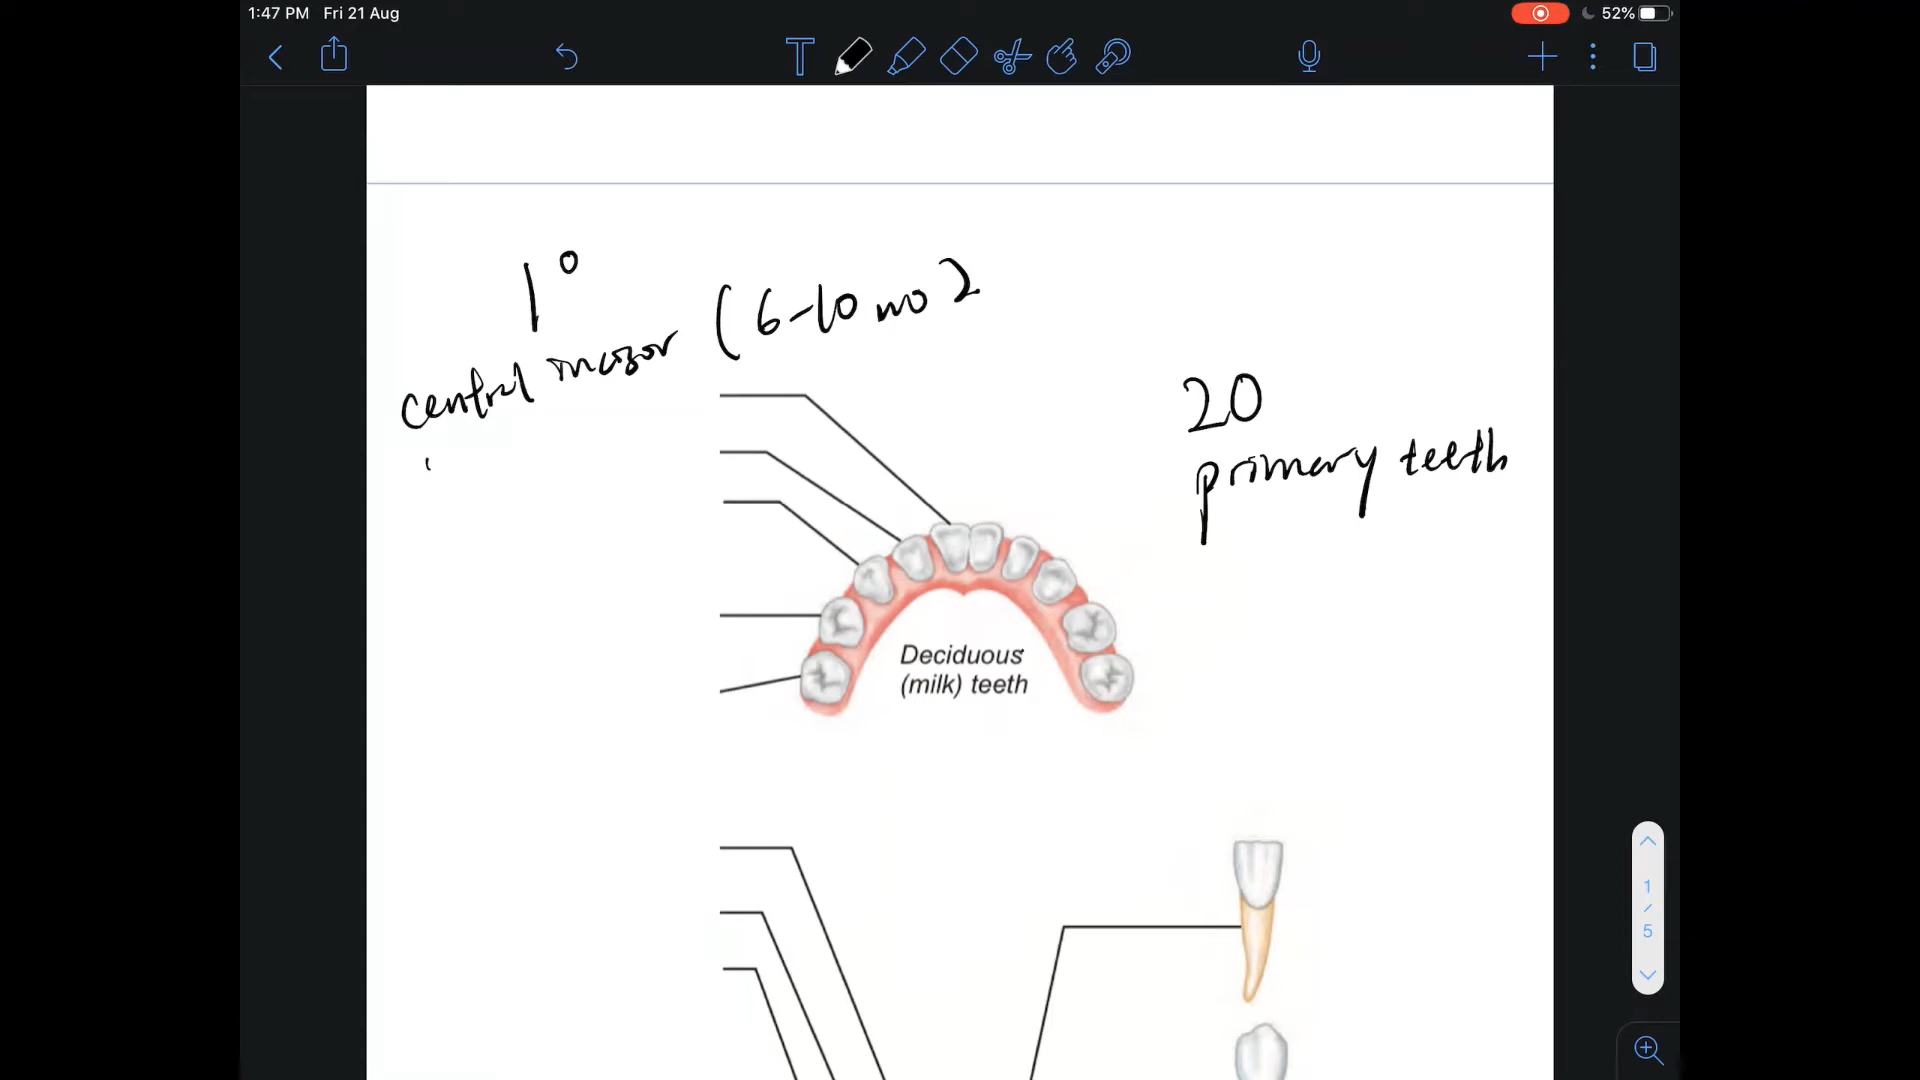 1:47 PM Fri 21 Aug
52%
1°
central incisor (6-10 mo)
20
primary teeth
Deciduous
(milk) teeth
1
/
5